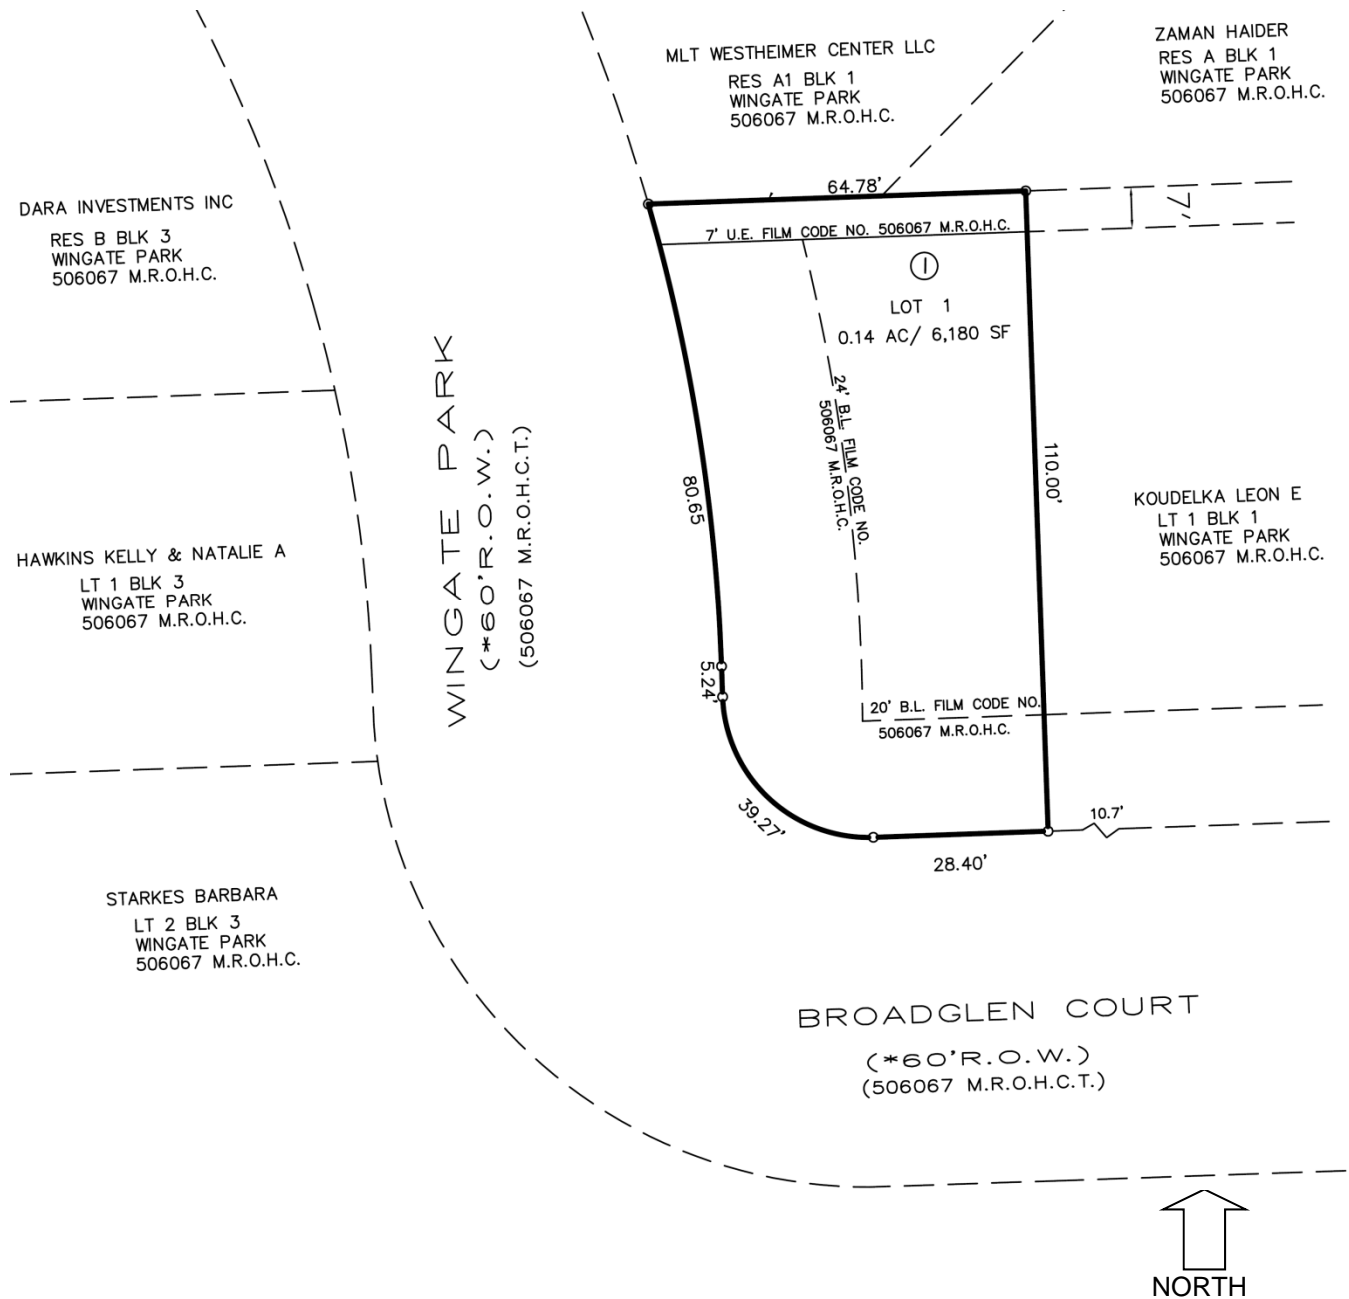 MLT WESTHEIMER CENTER LLC
RES A1 BLK 1
WINGATE PARK
506067 M.R.O.H.C.
ZAMAN HAIDER
RES A BLK 1
WINGATE PARK
506067 M.R.O.H.C.
DARA INVESTMENTS INC
RES B BLK 3
WINGATE PARK
506067 M.R.O.H.C.
64.78'
7'
7' U.E. FILM CODE NO. 506067 M.R.O.H.C.
1
LOT 1
0.14 AC/ 6,180 SF
WINGATE PARK
(*60'R.O.W.)
(506067 M.R.O.H.C.T.)
80.65
24' B.L. FILM CODE NO.
506067 M.R.O.H.C.
110.00'
KOUDELKA LEON E
LT 1 BLK 1
WINGATE PARK
506067 M.R.O.H.C.
HAWKINS KELLY & NATALIE A
LT 1 BLK 3
WINGATE PARK
506067 M.R.O.H.C.
5.24'
20' B.L. FILM CODE NO.
506067 M.R.O.H.C.
39.27'
28.40'
10.7'
STARKES BARBARA
LT 2 BLK 3
WINGATE PARK
506067 M.R.O.H.C.
BROADGLEN COURT
(*60'R.O.W.)
(506067 M.R.O.H.C.T.)
NORTH